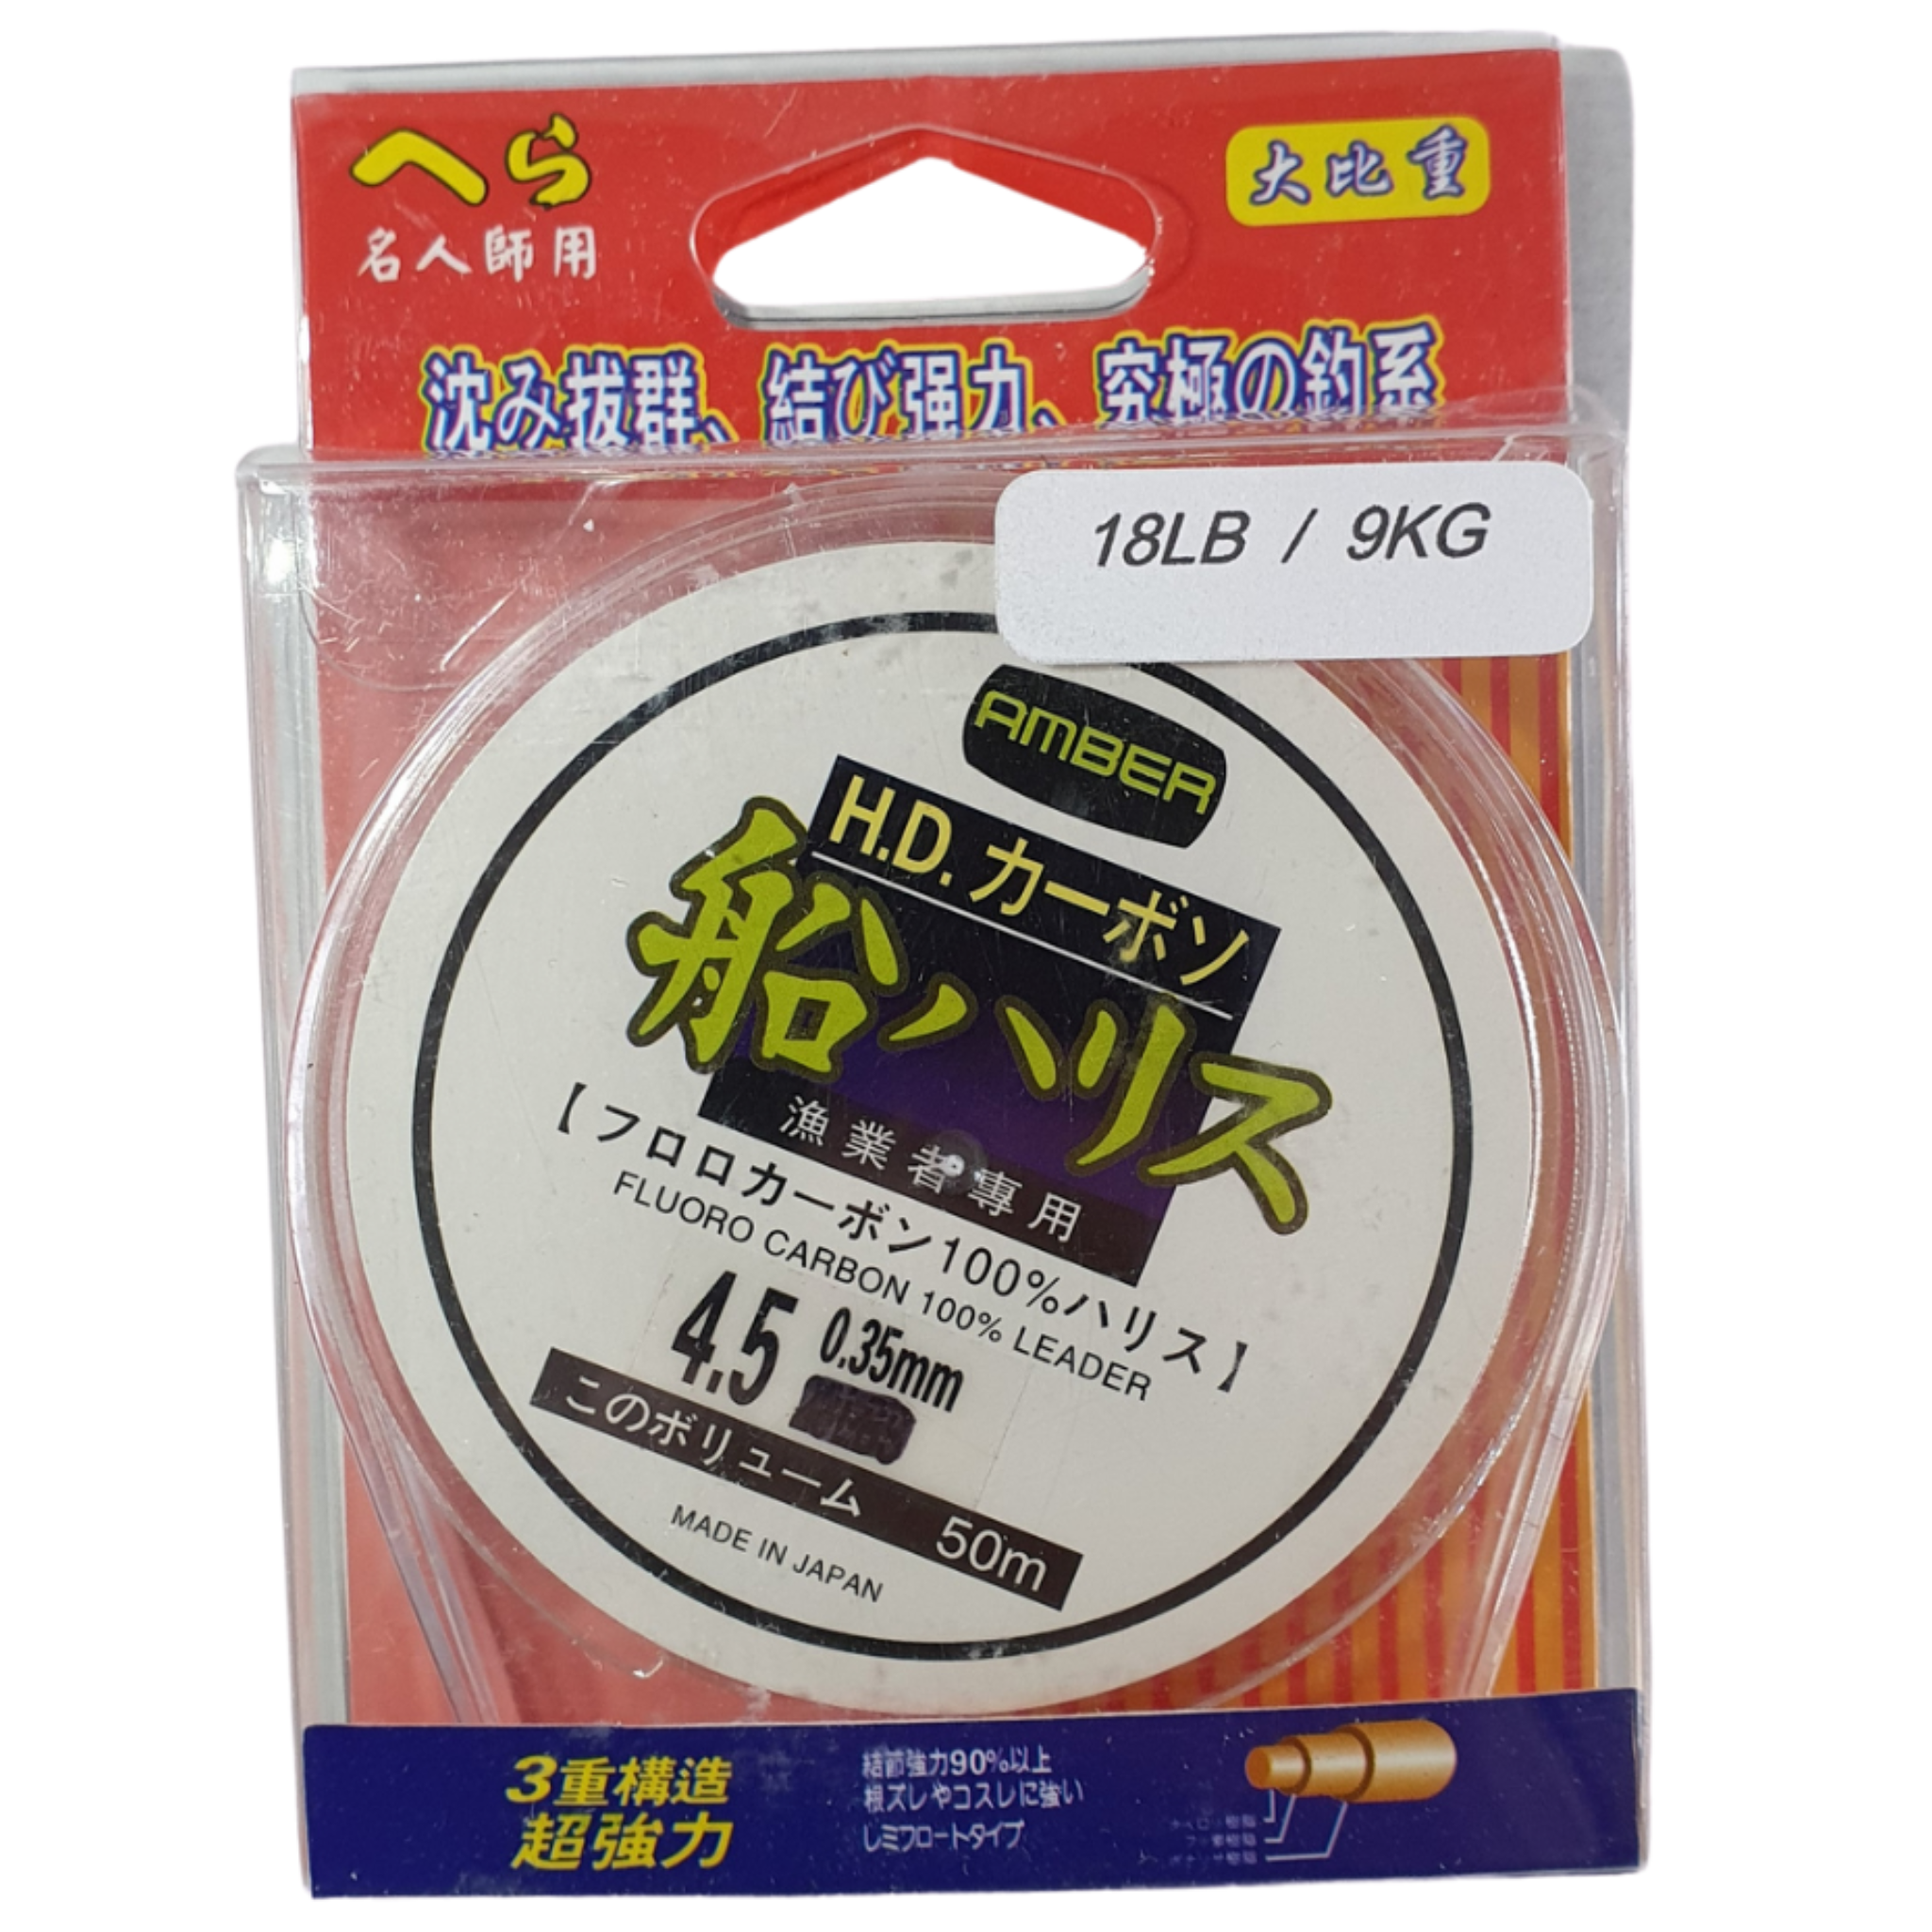 へら
名人師用
大比重
沈み抜群、結び强力、究極の釣系
18LB / 9KG
AMBER
H.D.カーボソ
船ハリス
漁業者專用
【フロロカーボン100%ハリス】
FLUORO CARBON 100% LEADER
4.5 0.35mm
このボリューム 50m
MADE IN JAPAN
3重構造
超強力
結節強力90%以上
根ズレやコスレに強い
レミフロートタイプ